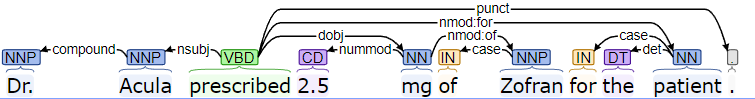 punct
nmod:for
dobj nmod:of case
compound nsubj nummod case det
NNP NNP VBD CD NN IN NNP IN DT NN .
Dr. Acula prescribed 2.5 mg of Zofran for the patient .